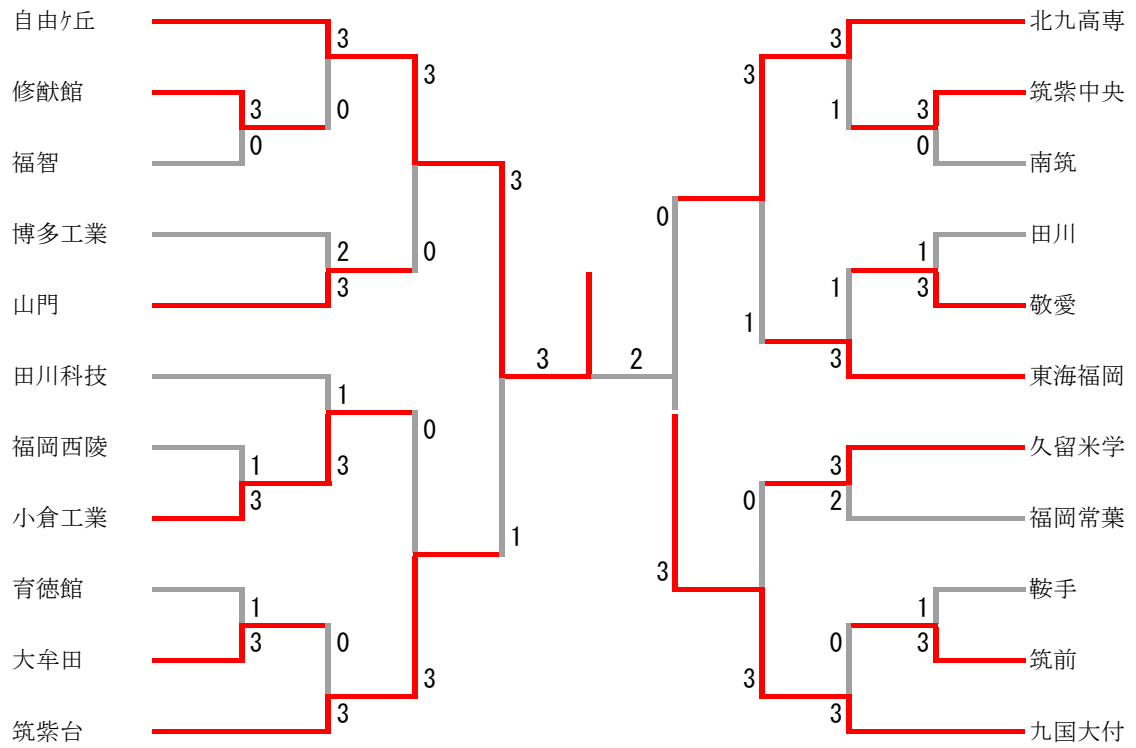 自由ケ丘
3
3
修猷館
3
0
0
福智
3
博多工業
2
0
山門
3
田川科技
1
0
福岡西陵
1
3
小倉工業
3
1
育徳館
1
0
大牟田
3
3
筑紫台
3
3
2
北九高専
3
3
筑紫中央
1
3
0
南筑
0
田川
1
1
敬愛
3
1
東海福岡
3
久留米学
3
0
2
福岡常葉
3
鞍手
1
0
筑前
3
3
九国大付
3